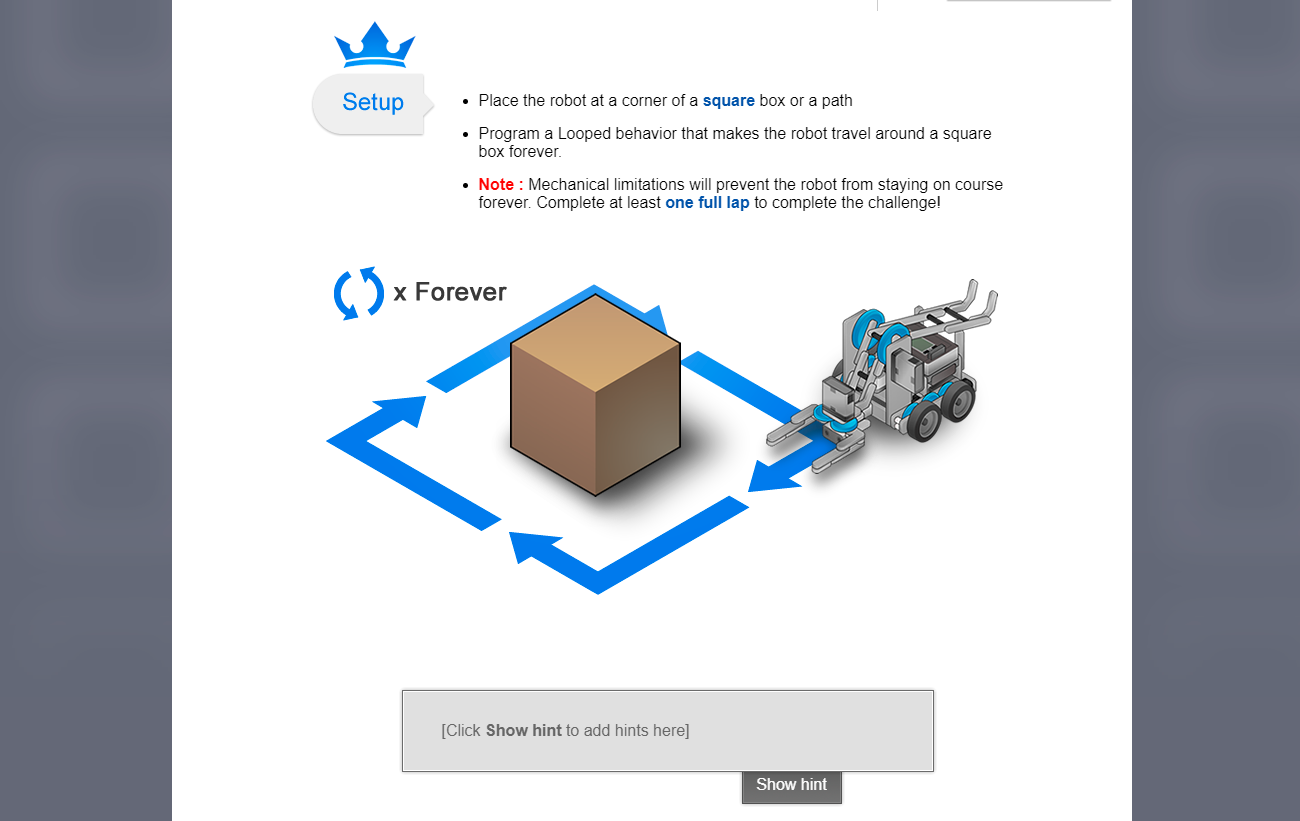 Setup
Place the robot at a corner of a square box or a path
Program a Looped behavior that makes the robot travel around a square
box forever.
Note : Mechanical limitations will prevent the robot from staying on course
forever. Complete at least one full lap to complete the challenge!
x Forever
[Click Show hint to add hints here]
Show hint